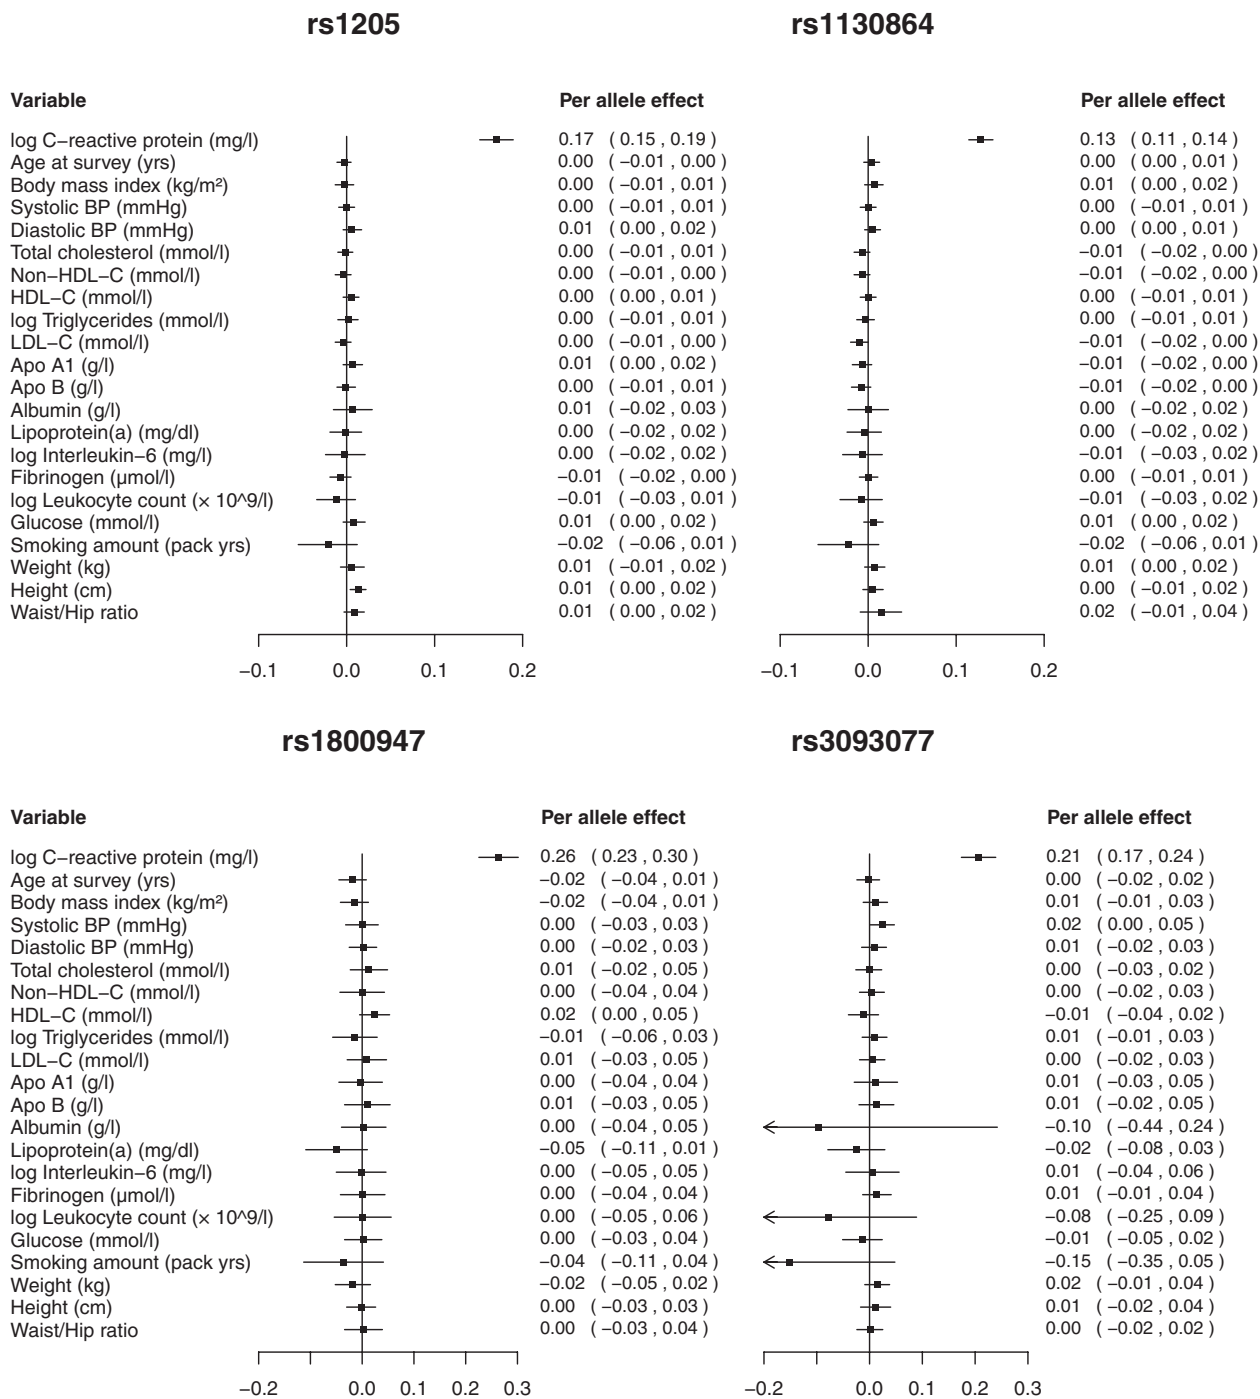 rs1205
rs1130864
Variable Per allele effect Per allele effect
log C−reactive protein (mg/l) 0.17 ( 0.15 , 0.19 ) 0.13 ( 0.11 , 0.14 )
Age at survey (yrs) 0.00 ( −0.01 , 0.00 ) 0.00 ( 0.00 , 0.01 )
Body mass index (kg/m²) 0.00 ( −0.01 , 0.01 ) 0.01 ( 0.00 , 0.02 )
Systolic BP (mmHg) 0.00 ( −0.01 , 0.01 ) 0.00 ( −0.01 , 0.01 )
Diastolic BP (mmHg) 0.01 ( 0.00 , 0.02 ) 0.00 ( 0.00 , 0.01 )
Total cholesterol (mmol/l) 0.00 ( −0.01 , 0.01 ) −0.01 ( −0.02 , 0.00 )
Non−HDL−C (mmol/l) 0.00 ( −0.01 , 0.00 ) −0.01 ( −0.02 , 0.00 )
HDL−C (mmol/l) 0.00 ( 0.00 , 0.01 ) 0.00 ( −0.01 , 0.01 )
log Triglycerides (mmol/l) 0.00 ( −0.01 , 0.01 ) 0.00 ( −0.01 , 0.01 )
LDL−C (mmol/l) 0.00 ( −0.01 , 0.00 ) −0.01 ( −0.02 , 0.00 )
Apo A1 (g/l) 0.01 ( 0.00 , 0.02 ) −0.01 ( −0.02 , 0.00 )
Apo B (g/l) 0.00 ( −0.01 , 0.01 ) −0.01 ( −0.02 , 0.00 )
Albumin (g/l) 0.01 ( −0.02 , 0.03 ) 0.00 ( −0.02 , 0.02 )
Lipoprotein(a) (mg/dl) 0.00 ( −0.02 , 0.02 ) 0.00 ( −0.02 , 0.02 )
log Interleukin−6 (mg/l) 0.00 ( −0.02 , 0.02 ) −0.01 ( −0.03 , 0.02 )
Fibrinogen (µmol/l) −0.01 ( −0.02 , 0.00 ) 0.00 ( −0.01 , 0.01 )
log Leukocyte count (× 10^9/l) −0.01 ( −0.03 , 0.01 ) −0.01 ( −0.03 , 0.02 )
Glucose (mmol/l) 0.01 ( 0.00 , 0.02 ) 0.01 ( 0.00 , 0.02 )
Smoking amount (pack yrs) −0.02 ( −0.06 , 0.01 ) −0.02 ( −0.06 , 0.01 )
Weight (kg) 0.01 ( −0.01 , 0.02 ) 0.01 ( 0.00 , 0.02 )
Height (cm) 0.01 ( 0.00 , 0.02 ) 0.00 ( −0.01 , 0.02 )
Waist/Hip ratio 0.01 ( 0.00 , 0.02 ) 0.02 ( −0.01 , 0.04 )
−0.1 0.0 0.1 0.2 −0.1 0.0 0.1 0.2
rs1800947
rs3093077
Variable Per allele effect Per allele effect
log C−reactive protein (mg/l) 0.26 ( 0.23 , 0.30 ) 0.21 ( 0.17 , 0.24 )
Age at survey (yrs) −0.02 ( −0.04 , 0.01 ) 0.00 ( −0.02 , 0.02 )
Body mass index (kg/m²) −0.02 ( −0.04 , 0.01 ) 0.01 ( −0.01 , 0.03 )
Systolic BP (mmHg) 0.00 ( −0.03 , 0.03 ) 0.02 ( 0.00 , 0.05 )
Diastolic BP (mmHg) 0.00 ( −0.02 , 0.03 ) 0.01 ( −0.02 , 0.03 )
Total cholesterol (mmol/l) 0.01 ( −0.02 , 0.05 ) 0.00 ( −0.03 , 0.02 )
Non−HDL−C (mmol/l) 0.00 ( −0.04 , 0.04 ) 0.00 ( −0.02 , 0.03 )
HDL−C (mmol/l) 0.02 ( 0.00 , 0.05 ) −0.01 ( −0.04 , 0.02 )
log Triglycerides (mmol/l) −0.01 ( −0.06 , 0.03 ) 0.01 ( −0.01 , 0.03 )
LDL−C (mmol/l) 0.01 ( −0.03 , 0.05 ) 0.00 ( −0.02 , 0.03 )
Apo A1 (g/l) 0.00 ( −0.04 , 0.04 ) 0.01 ( −0.03 , 0.05 )
Apo B (g/l) 0.01 ( −0.03 , 0.05 ) 0.01 ( −0.02 , 0.05 )
Albumin (g/l) 0.00 ( −0.04 , 0.05 ) −0.10 ( −0.44 , 0.24 )
Lipoprotein(a) (mg/dl) −0.05 ( −0.11 , 0.01 ) −0.02 ( −0.08 , 0.03 )
log Interleukin−6 (mg/l) 0.00 ( −0.05 , 0.05 ) 0.01 ( −0.04 , 0.06 )
Fibrinogen (µmol/l) 0.00 ( −0.04 , 0.04 ) 0.01 ( −0.01 , 0.04 )
log Leukocyte count (× 10^9/l) 0.00 ( −0.05 , 0.06 ) −0.08 ( −0.25 , 0.09 )
Glucose (mmol/l) 0.00 ( −0.03 , 0.04 ) −0.01 ( −0.05 , 0.02 )
Smoking amount (pack yrs) −0.04 ( −0.11 , 0.04 ) −0.15 ( −0.35 , 0.05 )
Weight (kg) −0.02 ( −0.05 , 0.02 ) 0.02 ( −0.01 , 0.04 )
Height (cm) 0.00 ( −0.03 , 0.03 ) 0.01 ( −0.02 , 0.04 )
Waist/Hip ratio 0.00 ( −0.03 , 0.04 ) 0.00 ( −0.02 , 0.02 )
−0.2 0.0 0.1 0.2 0.3 −0.2 0.0 0.1 0.2 0.3